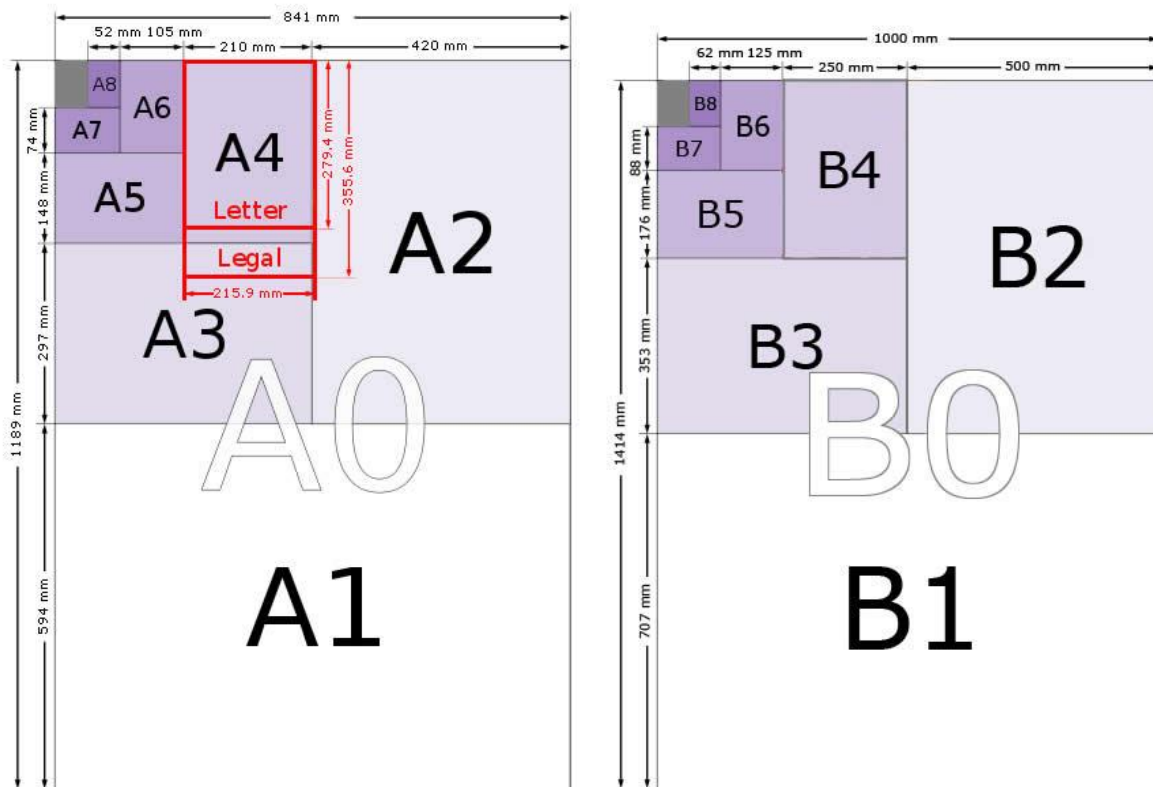 841 mm
52 mm 105 mm
210 mm
420 mm
A8
A6
A7
A4
A5
Letter
Legal
A2
A3
A0
A1
74 mm
148 mm
297 mm
1189 mm
594 mm
279.4 mm
355.6 mm
215.9 mm
1000 mm
62 mm 125 mm
250 mm
500 mm
B8
B6
B7
B4
B5
B2
B3
B0
B1
88 mm
176 mm
353 mm
1414 mm
707 mm